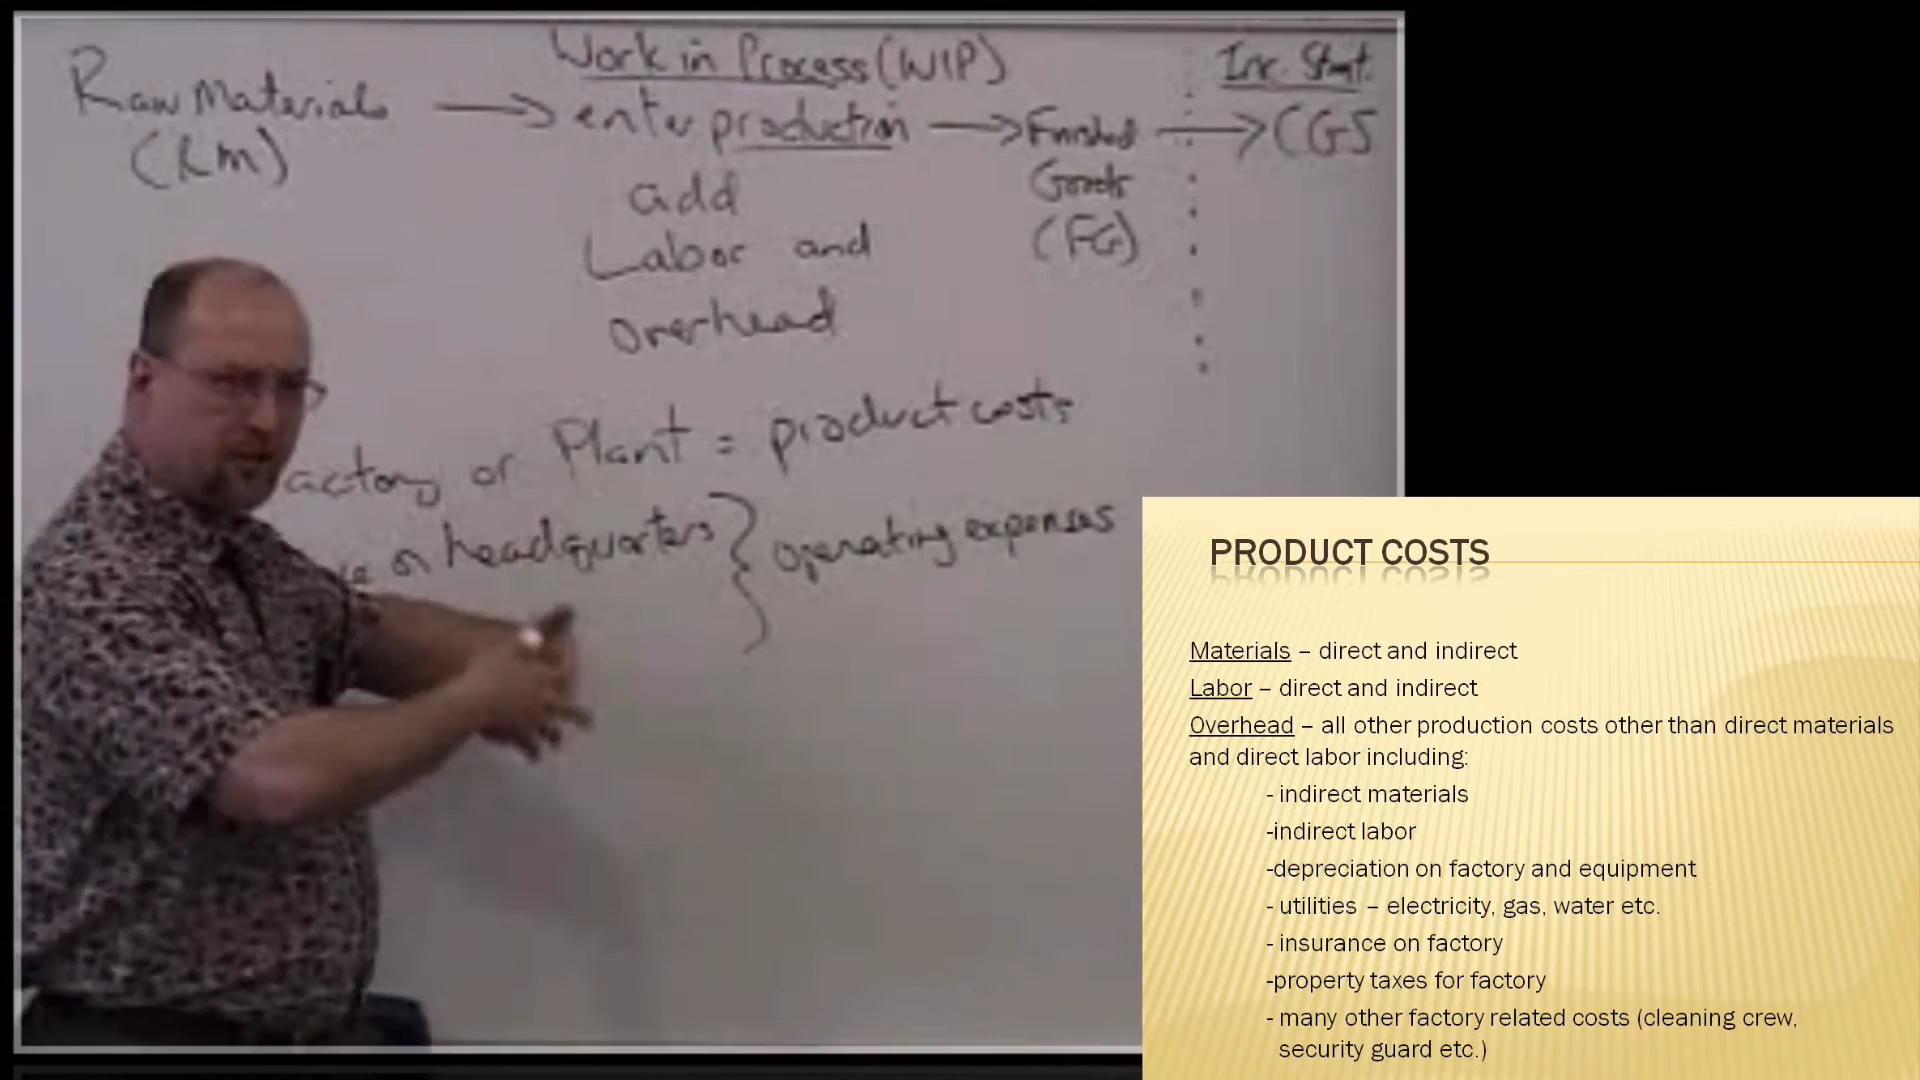 Work in Process (WIP)
Inc. Stmt.
Raw Materials → enter production → Finished → CGS
(RM) add Goods
Labor and (FG)
overhead
actory or Plant = product costs
or headquarters } operating expenses
PRODUCT COSTS
Materials – direct and indirect
Labor – direct and indirect
Overhead – all other production costs other than direct materials
and direct labor including:
- indirect materials
-indirect labor
-depreciation on factory and equipment
- utilities – electricity, gas, water etc.
- insurance on factory
-property taxes for factory
- many other factory related costs (cleaning crew,
security guard etc.)